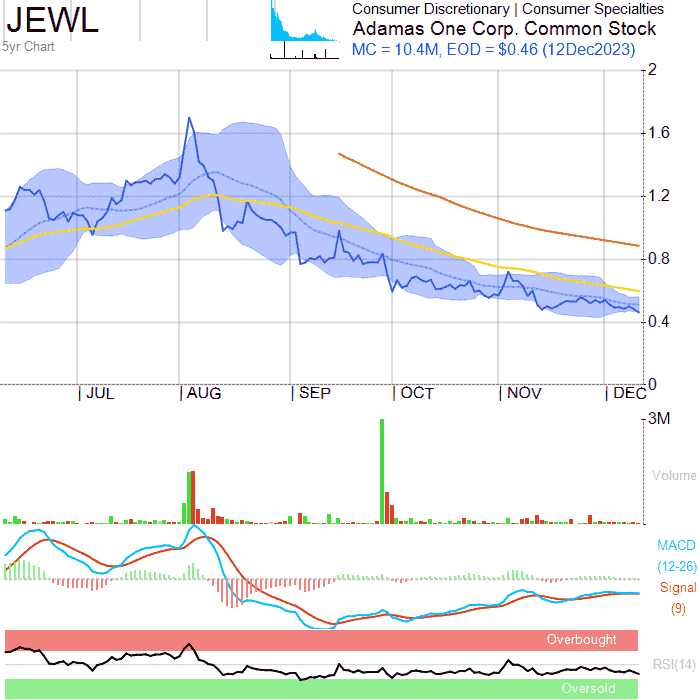 JEWL
5yr Chart
Consumer Discretionary | Consumer Specialties
Adamas One Corp. Common Stock
MC = 10.4M, EOD = $0.46 (12Dec2023)
2
1.6
1.2
0.8
0.4
0
JUL
AUG
SEP
OCT
NOV
DEC
3M
Volume
MACD
(12-26)
Signal
(9)
Overbought
RSI(14)
Oversold